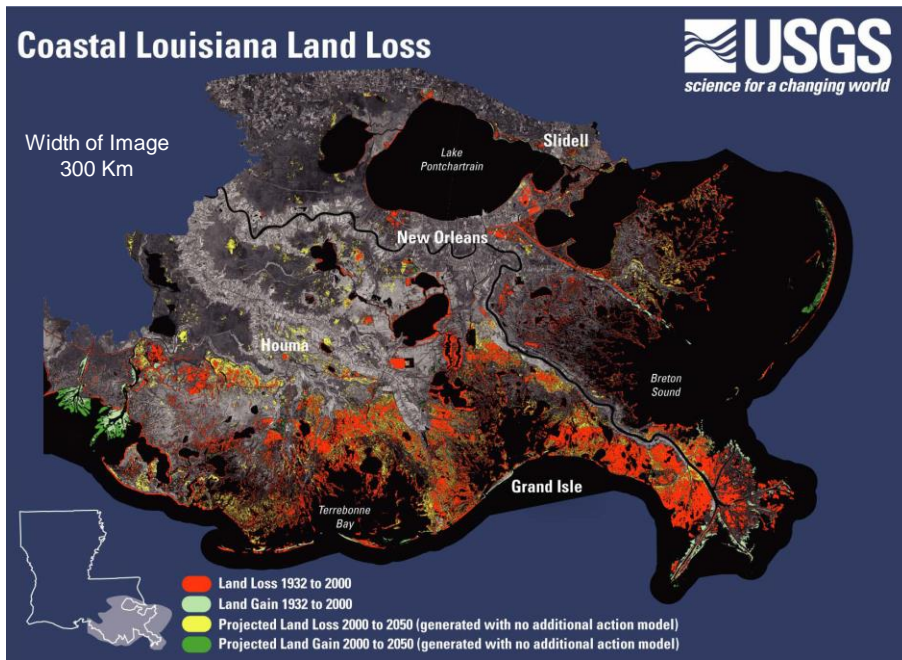 Coastal Louisiana Land Loss
USGS
science for a changing world
Width of Image
300 Km
Slidell
Lake
Pontchartrain
New Orleans
Houma
Breton
Sound
Grand Isle
Terrebonne
Bay
Land Loss 1932 to 2000
Land Gain 1932 to 2000
Projected Land Loss 2000 to 2050 (generated with no additional action model)
Projected Land Gain 2000 to 2050 (generated with no additional action model)